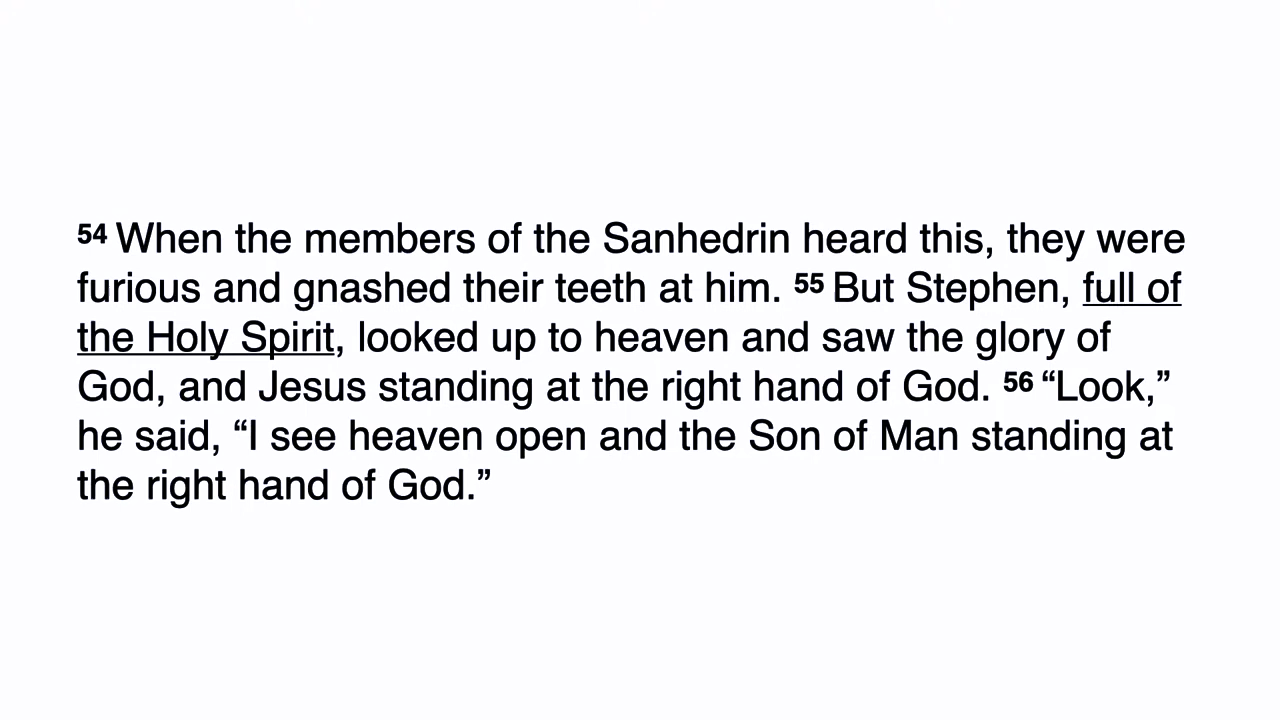 54 When the members of the Sanhedrin heard this, they were
furious and gnashed their teeth at him. 55 But Stephen, full of
the Holy Spirit, looked up to heaven and saw the glory of
God, and Jesus standing at the right hand of God. 56 “Look,”
he said, “I see heaven open and the Son of Man standing at
the right hand of God.”